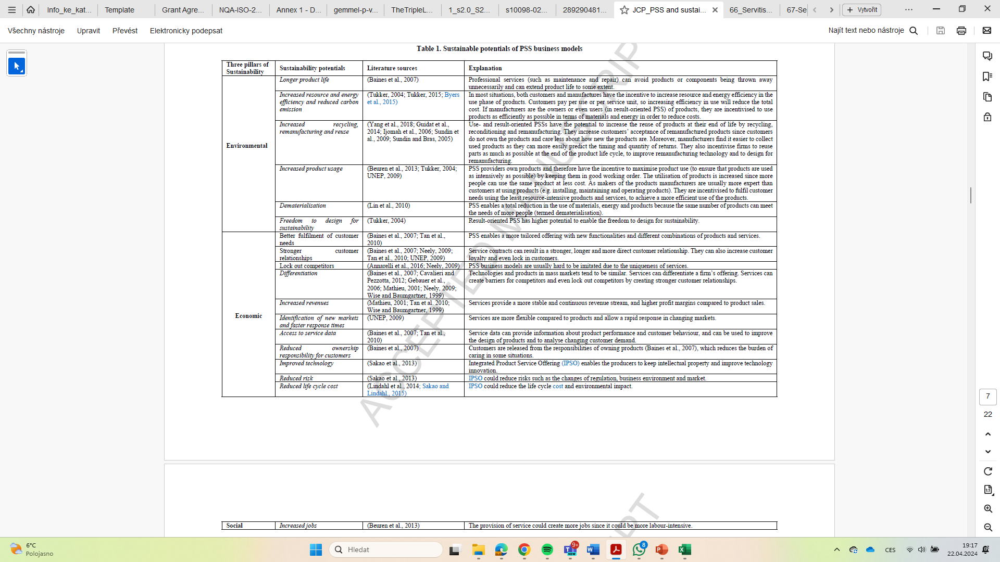 Info_ke_kat...
Template
Grant Agre...
NQA-ISO-2...
Annex 1 - D...
gemmel-p-v...
TheTripleL...
1_s2.0_S2...
s10098-02...
289290481...
JCP_PSS and sustai...
66_Servitis...
67-Se
Vytvořit
Všechny nástroje
Upravit
Převést
Elektronicky podepsat
Najít text nebo nástroje
Table 1. Sustainable potentials of PSS business models
Three pillars of
Sustainability
Sustainability potentials
Literature sources
Explanation
Environmental
Longer product life
(Baines et al., 2007)
Professional services (such as maintenance and repair) can avoid products or components being thrown away
unnecessarily and can extend product life to some extent.
Increased resource and energy
efficiency and reduced carbon
emission
(Tukker, 2004; Tukker, 2015; Byers
et al., 2015)
In most situations, both customers and manufactures have the incentive to increase resource and energy efficiency in the
use phase of products. Customers pay per use or per service unit, so increasing efficiency in use will reduce the total
cost. If manufacturers are the owners or even users (in result-oriented PSS) of products, they are incentivised to use
products as efficiently as possible in terms of materials and energy in order to reduce costs.
Increased recycling,
remanufacturing and reuse
(Yang et al., 2018; Guidat et al.,
2014; Ijomah et al., 2006; Sundin et
al., 2009; Sundin and Bras, 2005)
Use- and result-oriented PSSs have the potential to increase the reuse of products at their end of life by recycling,
reconditioning and remanufacturing. They increase customers’ acceptance of remanufactured products since customers
do not own the products and care less about how new the products are. Moreover, manufacturers find it easier to collect
used products as they can more easily predict the timing and quantity of returns. They also incentivise firms to reuse
parts as much as possible at the end of the product life cycle, to improve remanufacturing technology and to design for
remanufacturing.
Increased product usage
(Beuren et al., 2013; Tukker, 2004;
UNEP, 2009)
PSS providers own products and therefore have the incentive to maximise product use (to ensure that products are used
as intensively as possible) by keeping them in good working order. The utilisation of products is increased since more
people can use the same product at less cost. As makers of the products manufacturers are usually more expert than
customers at using products (e.g. installing, maintaining and operating products). They are incentivised to fulfil customer
needs using the least resource-intensive products and services, to achieve a more efficient use of the products.
Dematerialisation
(Lin et al., 2010)
PSS enables a total reduction in the use of materials, energy and products because the same number of products can meet
the needs of more people (termed dematerialisation).
Freedom to design for
sustainability
(Tukker, 2004)
Result-oriented PSS has higher potential to enable the freedom to design for sustainability.
Economic
Better fulfilment of customer
needs
(Baines et al., 2007; Tan et al.,
2010)
PSS enables a more tailored offering with new functionalities and different combinations of products and services.
Stronger customer
relationships
(Baines et al., 2007; Neely, 2009;
Tan et al., 2010; UNEP, 2009)
Service contracts can result in a stronger, longer and more direct customer relationship. They can also increase customer
loyalty and even lock in customers.
Lock out competitors
(Annarelli et al., 2016; Neely, 2009)
PSS business models are usually hard to be imitated due to the uniqueness of services.
Differentiation
(Baines et al., 2007; Cavalieri and
Pezzotta, 2012; Gebauer et al.,
2006; Mathieu, 2001; Neely, 2009;
Wise and Baumgartner, 1999)
Technologies and products in mass markets tend to be similar. Services can differentiate a firm’s offering. Services can
create barriers for competitors and even lock out competitors by creating stronger customer relationships.
Increased revenues
(Mathieu, 2001; Tan et al. 2010;
Wise and Baumgartner, 1999)
Services provide a more stable and continuous revenue stream, and higher profit margins compared to product sales.
Identification of new markets
and faster response times
(UNEP, 2009)
Services are more flexible compared to products and allow a rapid response in changing markets.
Access to service data
(Baines et al., 2007; Tan et al.,
2010)
Service data can provide information about product performance and customer behaviour, and can be used to improve
the design of products and to analyse changing customer demand.
Reduced ownership
responsibility for customers
(Baines et al., 2007)
Customers are released from the responsibilities of owning products (Baines et al., 2007), which reduces the burden of
caring in some situations.
Improved technology
(Sakao et al., 2013)
Integrated Product Service Offering (IPSO) enables the producers to keep intellectual property and improve technology
innovation.
Reduced risk
(Sakao et al., 2013)
IPSO could reduce risks such as the changes of regulation, business environment and market.
Reduced life cycle cost
(Lindahl et al., 2014; Sakao and
Lindahl., 2015)
IPSO could reduce the life cycle cost and environmental impact.
ACCEPTED MANUSCRIP
7
22
PT
Social
Increased jobs
(Beuren et al., 2013)
The provision of service could create more jobs since it could be more labour-intensive.
6°C
Polojasno
Hledat
9+
NEW
8
CES
19:17
22.04.2024